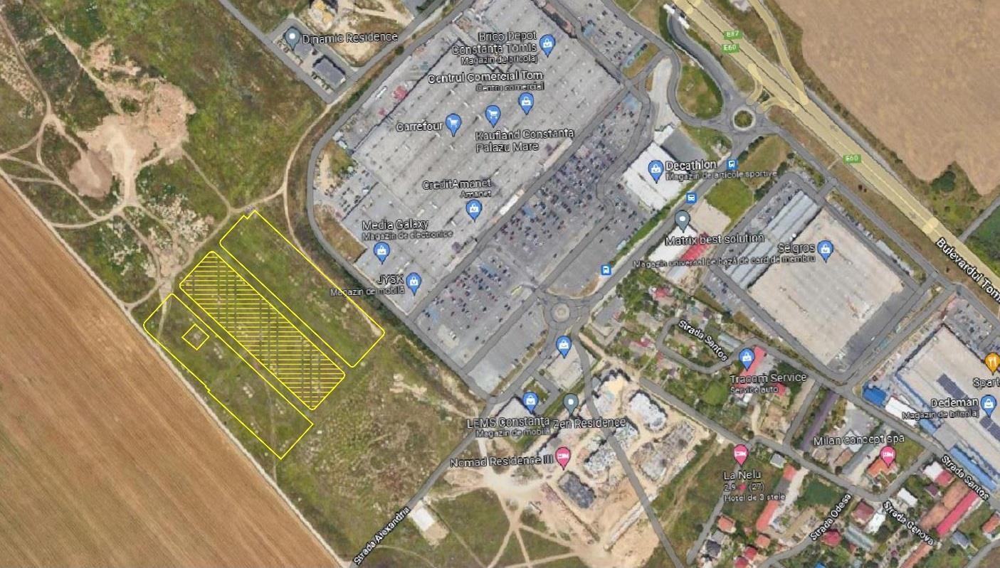 Dinamic Residence
Brico Depot
Constanța Tomis
Magazin de bricolaj
Centrul Comercial Tom
Centru comercial
Carrefour
Kaufland Constanța
Palazu Mare
CreditAmanet
Amanet
Media Galaxy
Magazin de electronice
JYSK
Magazin de mobilă
E87
E60
E60
Decathlon
Magazin de articole sportive
Matrix best solution
Selgros
Magazin universal pe bază de card de membru
Bulevardul Tomis
Strada Santos
Tracom Service
Service auto
Spart
Dedeman
Magazin de bricolaj
LEMS Constanța
Magazin de mobilă
Zen Residence
Nomad Residence III
Milan concept spa
La Nelu
2.9 ★ (27)
Hotel de 3 stele
Strada Santos
Strada Odesa
Strada Genova
Strada Alexandria